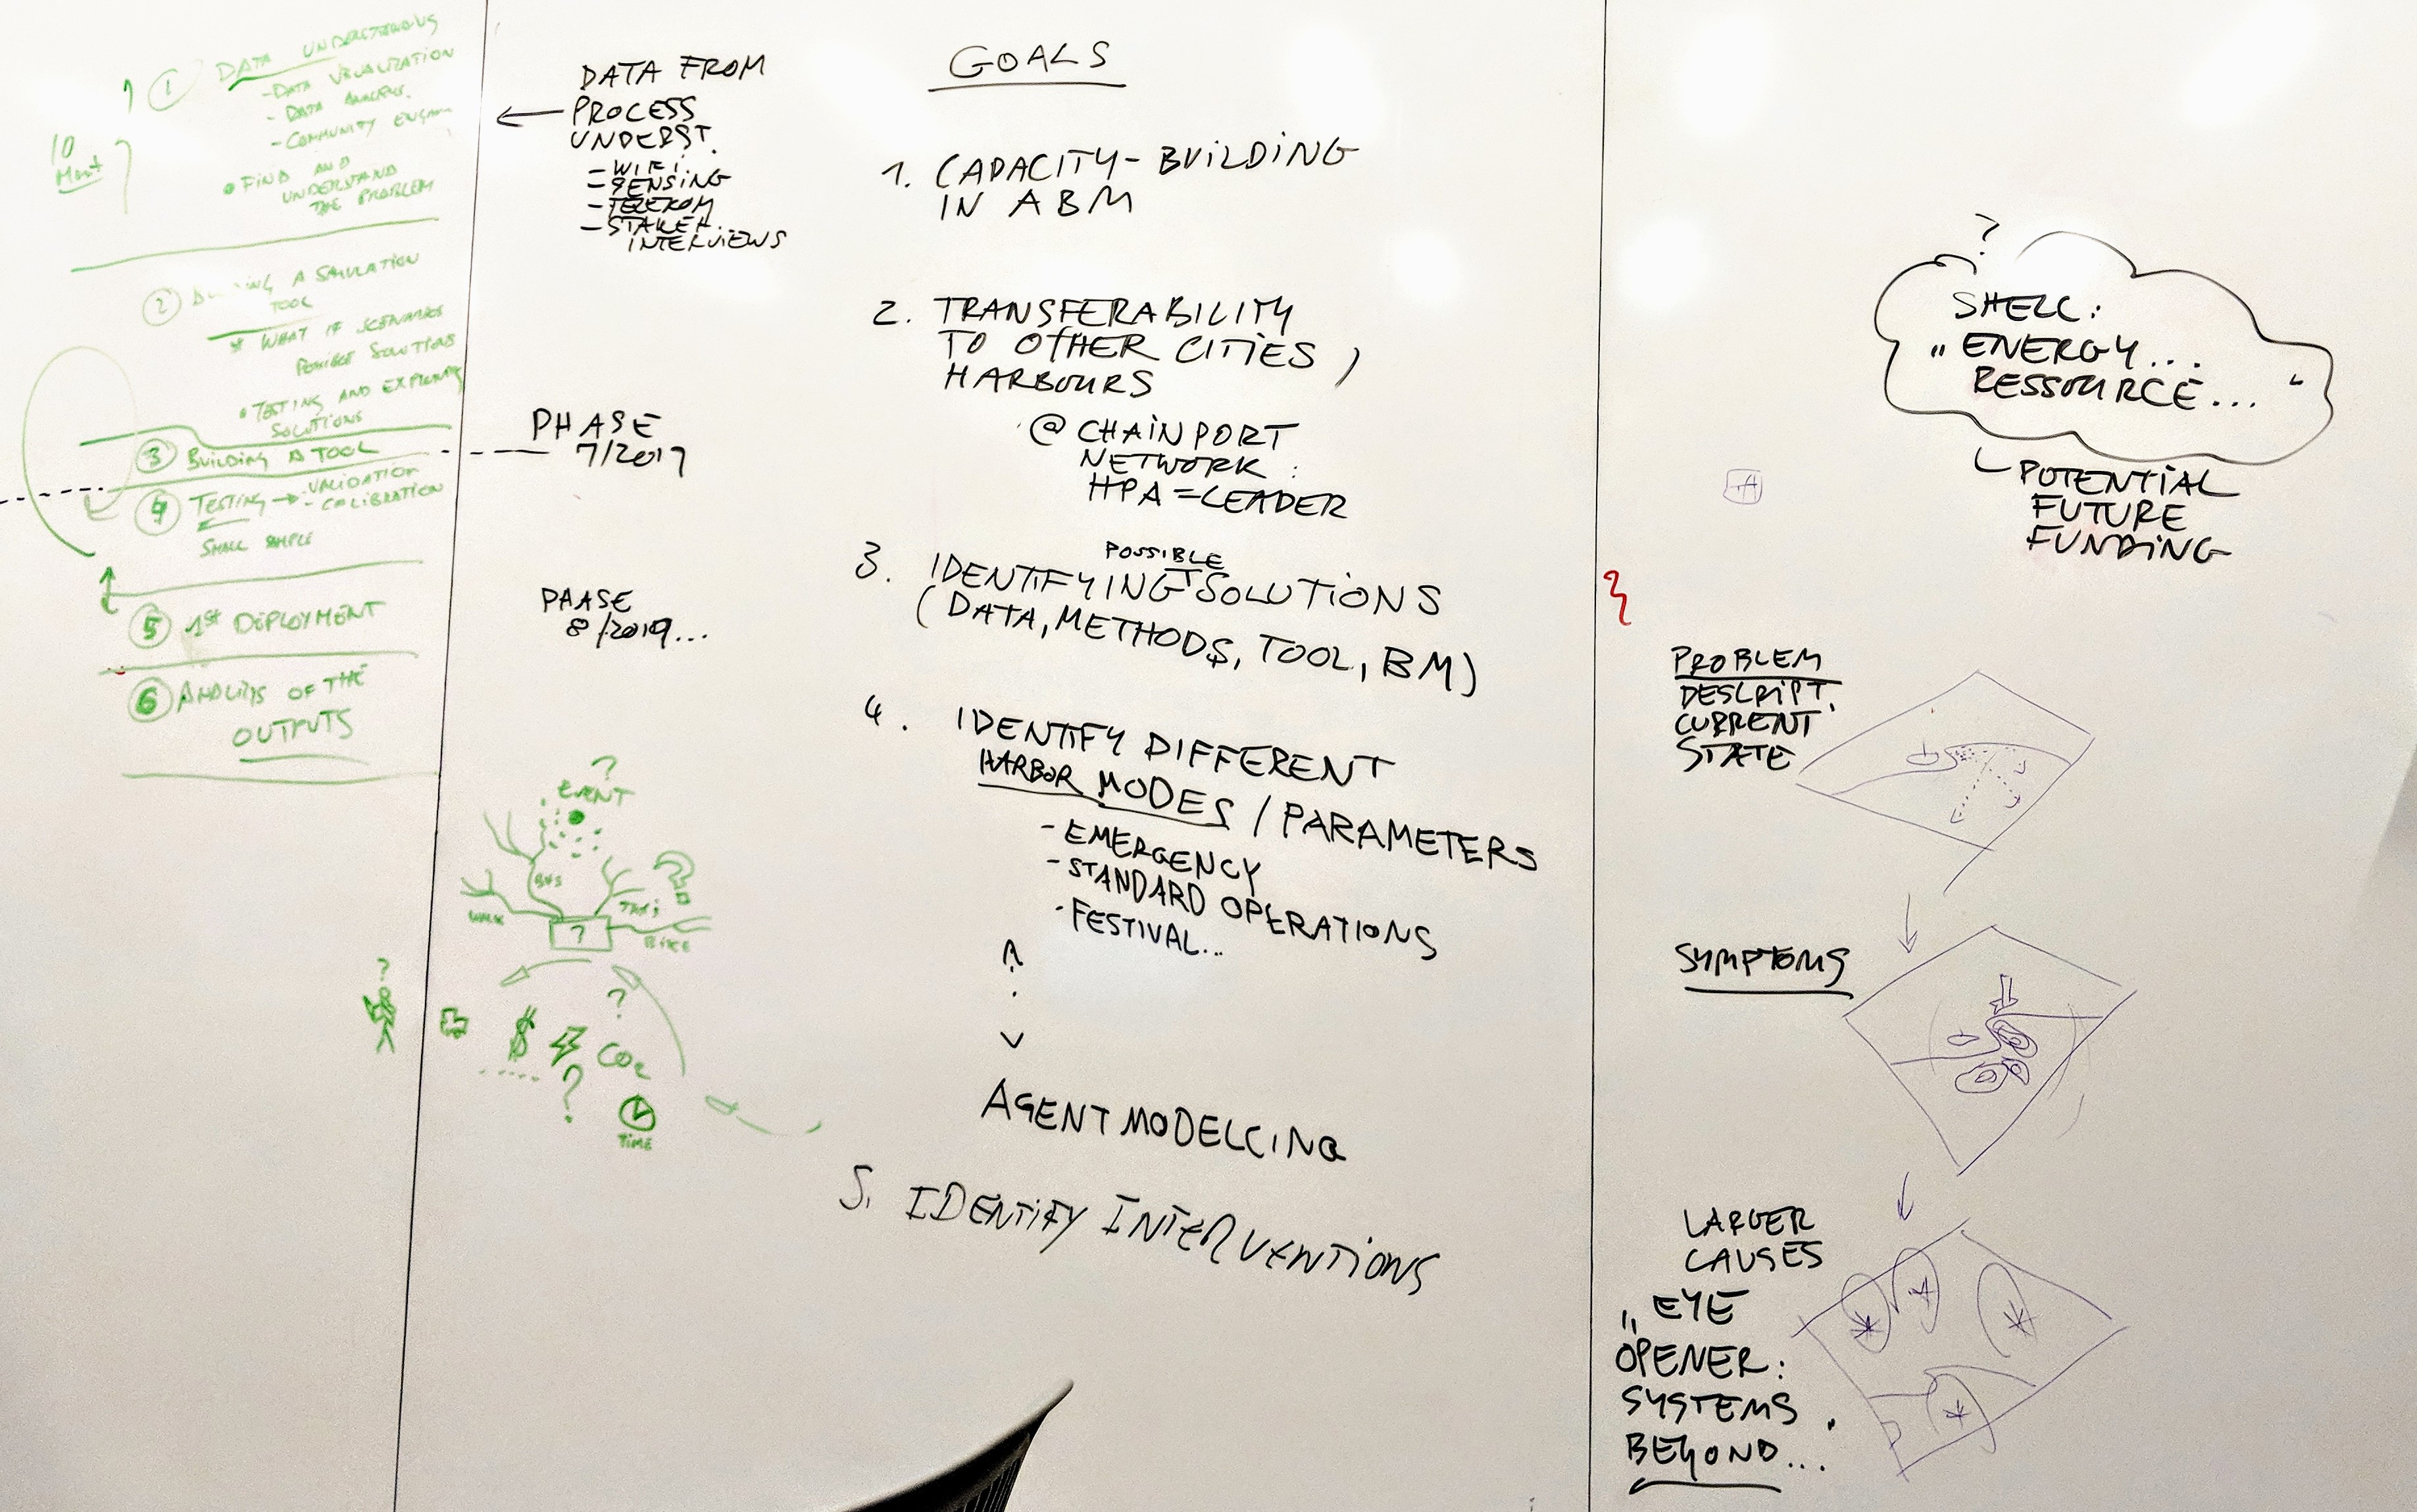 ① DATA UNDERSTANDING
- DATA VISUALIZATION
- DATA ANALYSIS.
- COMMUNITY ENGAG
• FIND AND
UNDERSTAND
THE PROBLEM
10
② A SIMULATION
TOOL
* WHAT IF SCENARIOS
POSSIBLE SOLUTIONS
• TESTING AND EXPLORING
SOLUTIONS
③ BUILDING A TOOL
④ TESTING → - VALIDATION
- CALIBRATION
SMALL SAMPLE
⑤ 1ST DEPLOYMENT
⑥ ANALISYS OF THE
OUTPUTS
DATA FROM
PROCESS
UNDERST.
- WIFI
- SENSING
- TELEKOM
- STAKEH.
INTERVIEWS
PHASE
7/2017
PHASE
8/2019...
?
EVENT
BUS
WALK
TAXI
?
?
BIKE
?
?
$
CO2
?
TIME
GOALS
1. CAPACITY-BUILDING
IN ABM
2. TRANSFERABILITY
TO OTHER CITIES,
HARBOURS
@ CHAINPORT
NETWORK:
HPA = LEADER
POSSIBLE
3. IDENTIFYING SOLUTIONS
(DATA, METHODS, TOOL, BM)
4. IDENTIFY DIFFERENT
HARBOR MODES / PARAMETERS
- EMERGENCY
- STANDARD OPERATIONS
- FESTIVAL...
AGENT MODELLING
5. IDENTIFY INTERVENTIONS
?
SHELL:
„ENERGY...
RESSOURCE..."
POTENTIAL
FUTURE
FUNDING
PROBLEM
DESCRIPT.
CURRENT
STATE
SYMPTOMS
LARGER
CAUSES
„EYE
OPENER:
SYSTEMS
BEYOND...